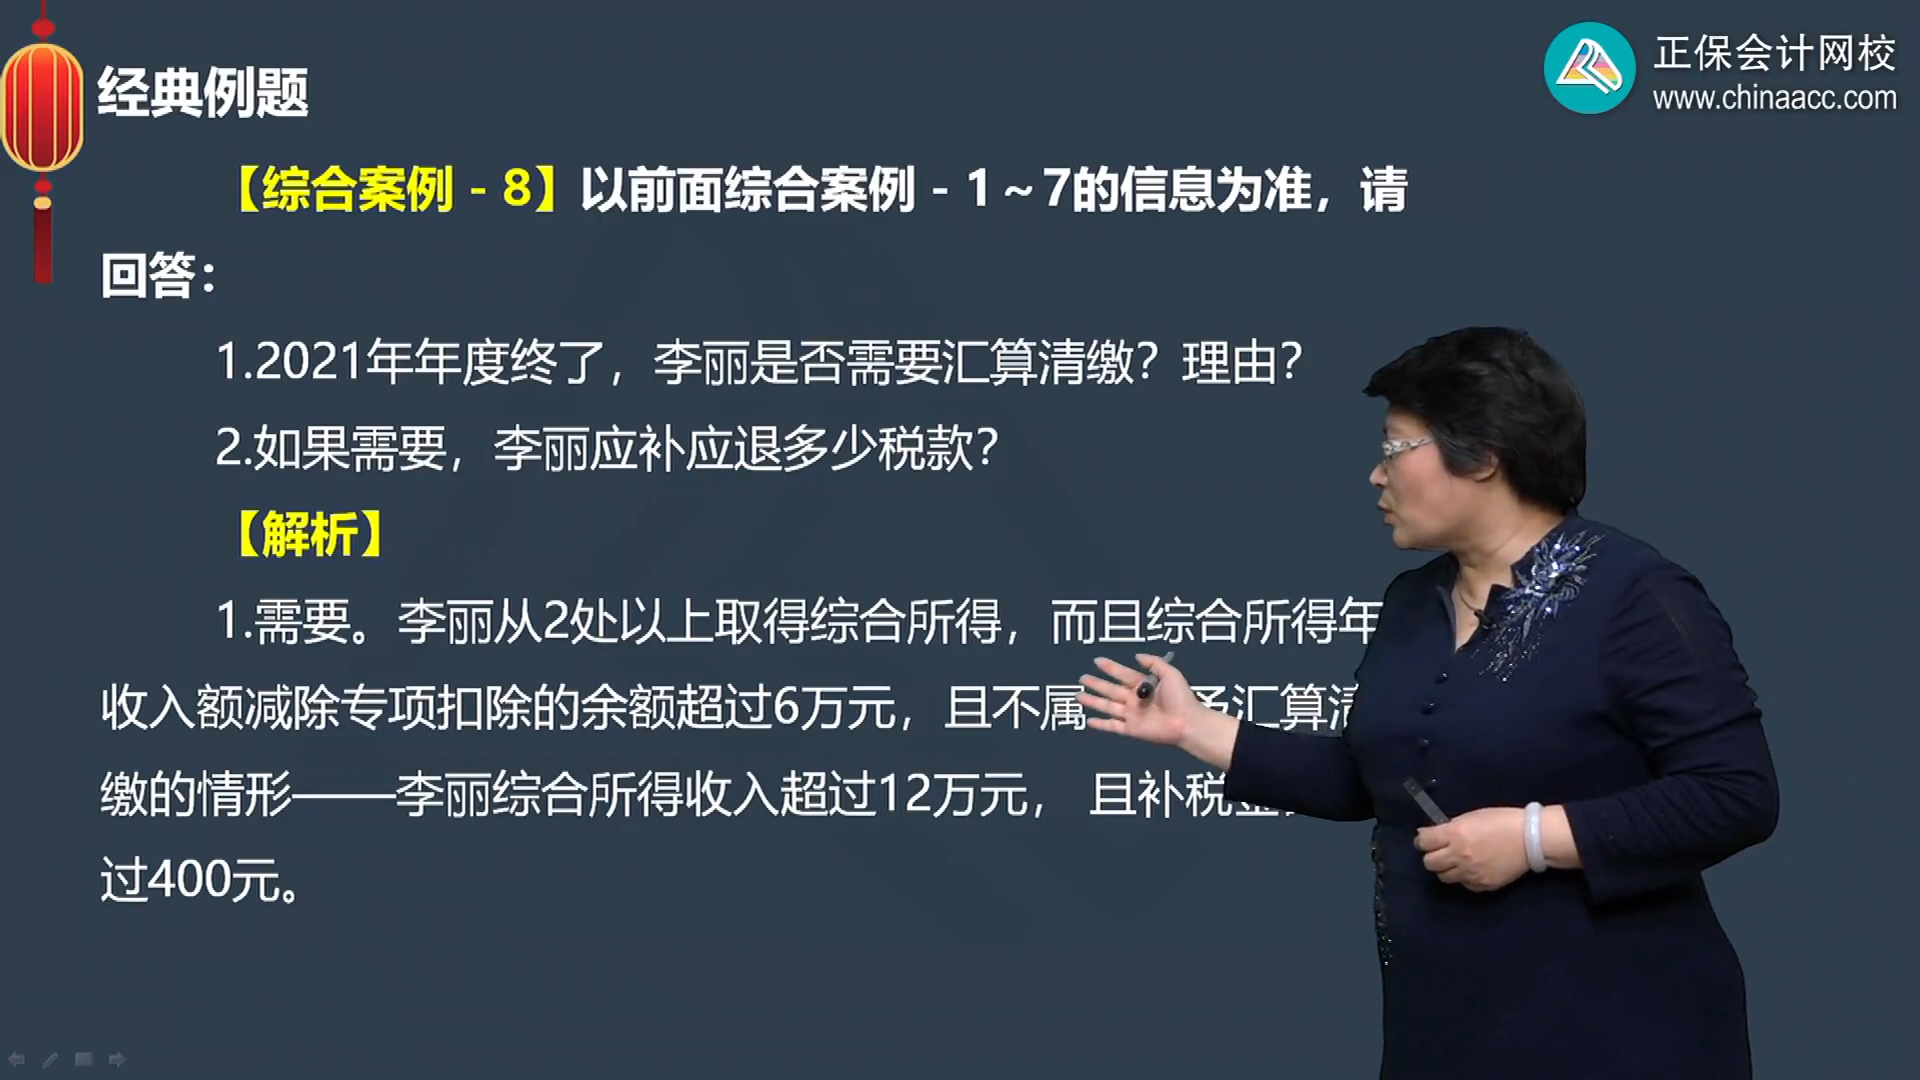 正保会计网校
www.chinaacc.com
经典例题
【综合案例－8】以前面综合案例－1～7的信息为准，请
回答：
1.2021年年度终了，李丽是否需要汇算清缴？理由？
2.如果需要，李丽应补应退多少税款？
【解析】
1.需要。李丽从2处以上取得综合所得，而且综合所得年
收入额减除专项扣除的余额超过6万元，且不属 汇算清
缴的情形——李丽综合所得收入超过12万元， 且补税
过400元。